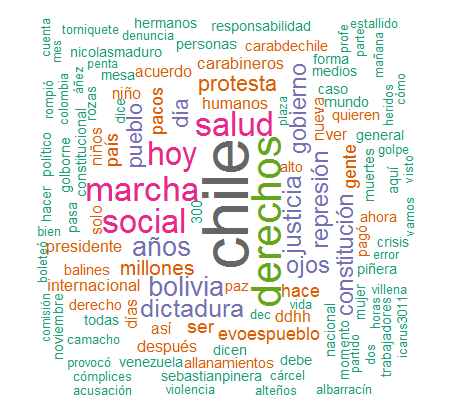 cuenta
mes
torniquete
hermanos
denuncia
responsabilidad
profe
estallido
parte
mañana
nicolasmaduro
personas
carabdechile
forma
medios
penta
mesa
acuerdo
carabineros
rompió
colombia
áñez
rozas
niño
protesta
caso
mundo
heridos
como
dice
pacos
humanos
plaza
nueva
quieren
constitucional
pueblo
día
salud
gobierno
ver
general
político
golborne
niños
país
hoy
chile
derechos
alto
gente
muertes
golpe
aquí
visto
hacer
pasa
solo
marcha
justicia
represión
constitución
vamos
bien
social
300
pagó
ahora
boleteó
presidente
años
ojos
crisis
error
balines
millones
piñera
internacional
bolivia
paz
hace
vida
mujer
villena
comisión
noviembre
derecho
días
dictadura
dec
ddhh
nacional
momento
partido
horas
trabajadores
icarus3011
todas
así
ser
evoespueblo
dos
camacho
después
dicen
debe
provocó
venezuela
allanamientos
cómplices
sebastianpinera
cárcel
acusación
violencia
alteños
albarracín